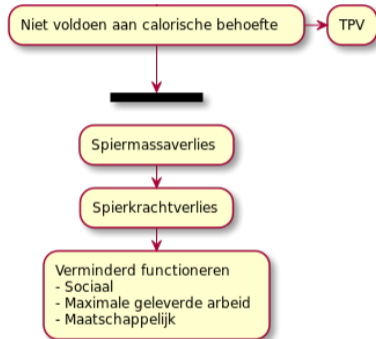 Niet voldoen aan calorische behoefte
TPV
Spiermassaverlies
Spierkrachtverlies
Verminderd functioneren
- Sociaal
- Maximale geleverde arbeid
- Maatschappelijk